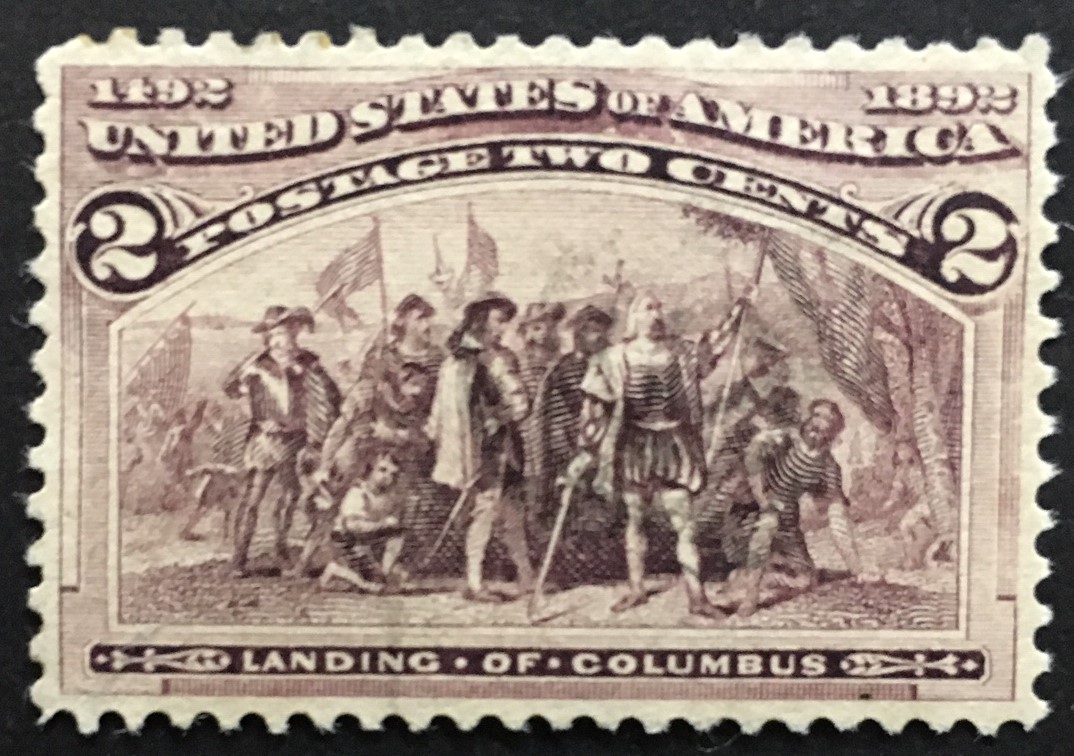 1492 1892
UNITED STATES OF AMERICA
2 POSTAGE TWO CENTS 2
LANDING · OF · COLUMBUS